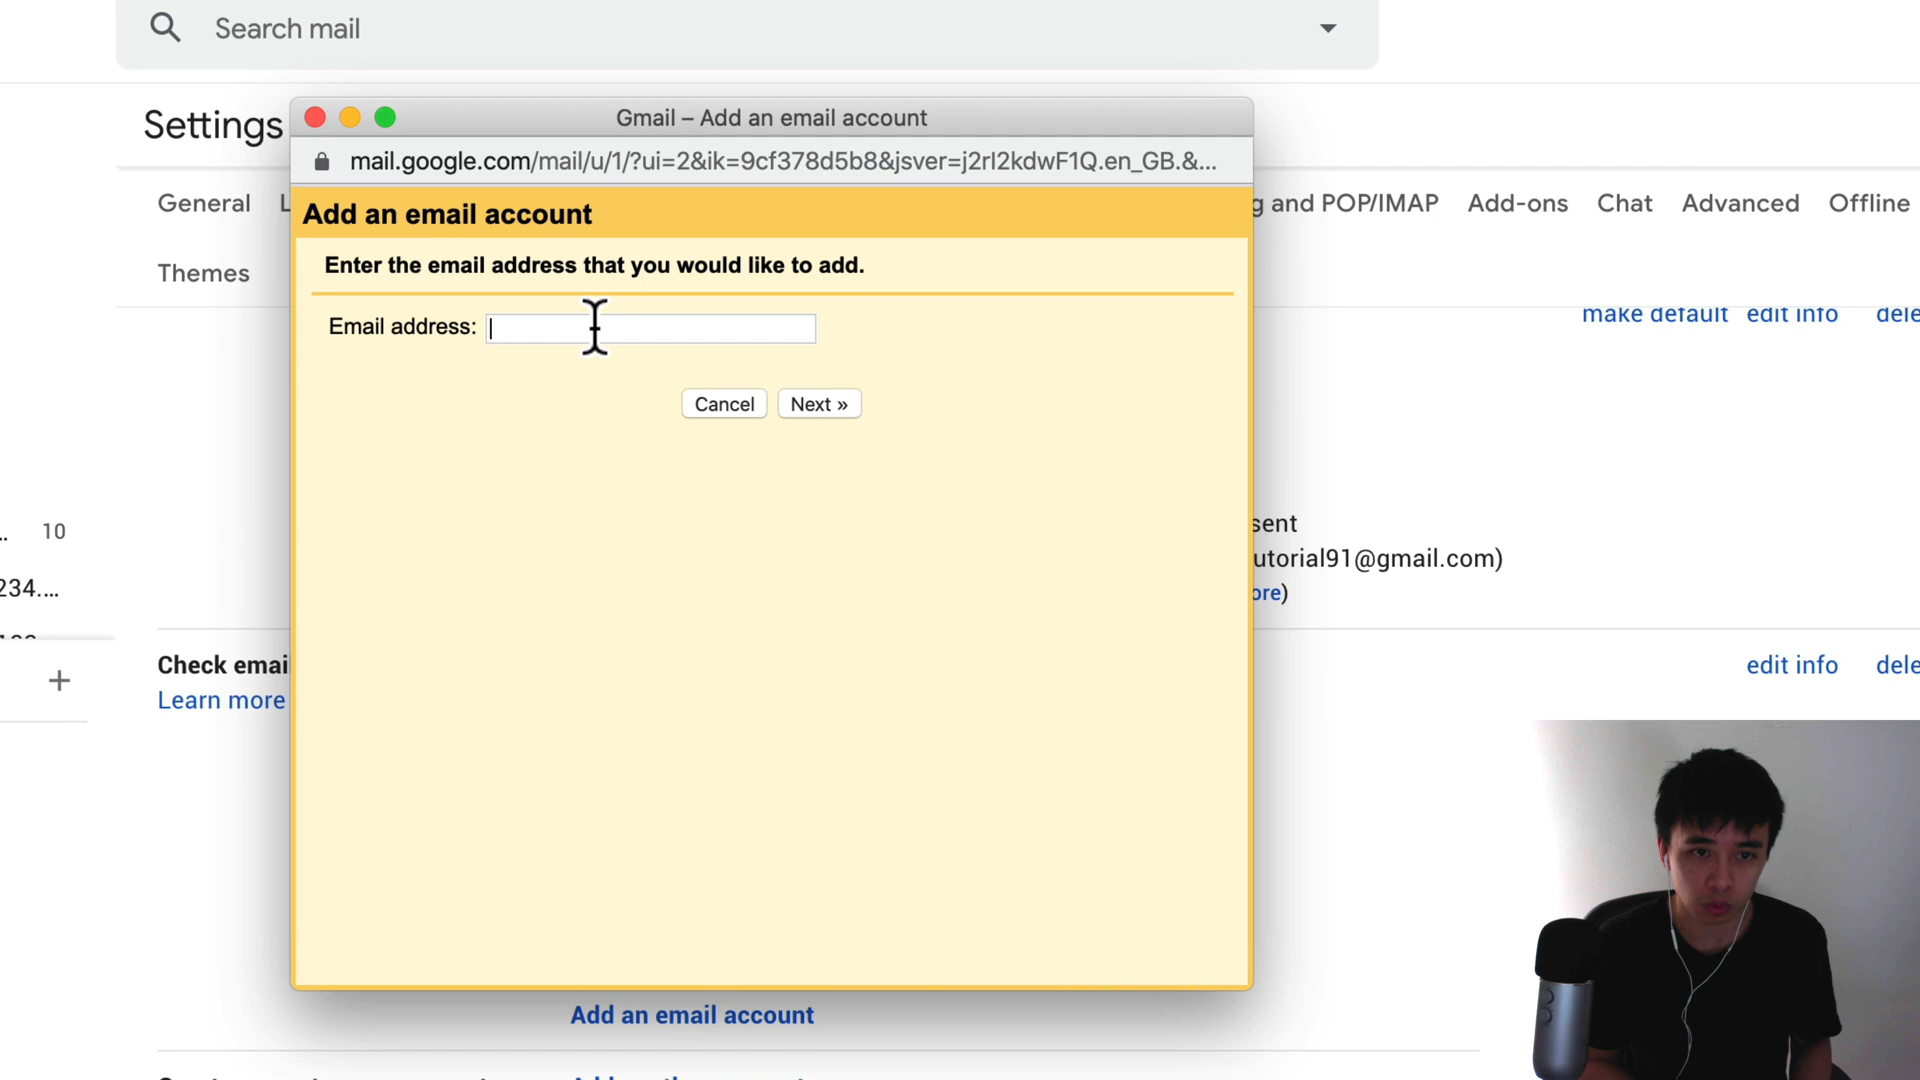 Search mail
Settings
Gmail – Add an email account
mail.google.com/mail/u/1/?ui=2&ik=9cf378d5b8&jsver=j2rl2kdwF1Q.en_GB.&...
General
g and POP/IMAP
Add-ons
Chat
Advanced
Offline
Add an email account
Enter the email address that you would like to add.
Themes
make default
edit info
dele
Email address:
Cancel
Next »
10
sent
utorial91@gmail.com)
234....
ore)
Check emai
edit info
dele
Learn more
Add an email account